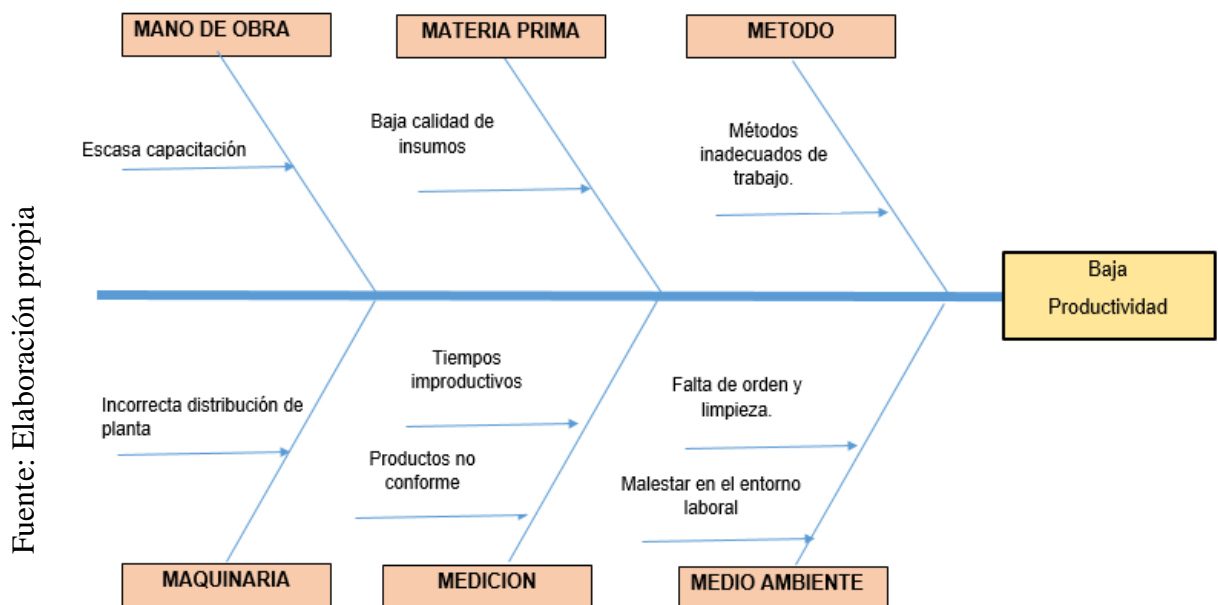 MANO DE OBRA
MATERIA PRIMA
METODO
Escasa capacitación
Baja calidad de
insumos
Métodos
inadecuados de
trabajo.
Baja
Productividad
Fuente: Elaboración propia
Incorrecta distribución de
planta
Tiempos
improductivos
Productos no
conforme
Falta de orden y
limpieza.
Malestar en el entorno
laboral
MAQUINARIA
MEDICION
MEDIO AMBIENTE